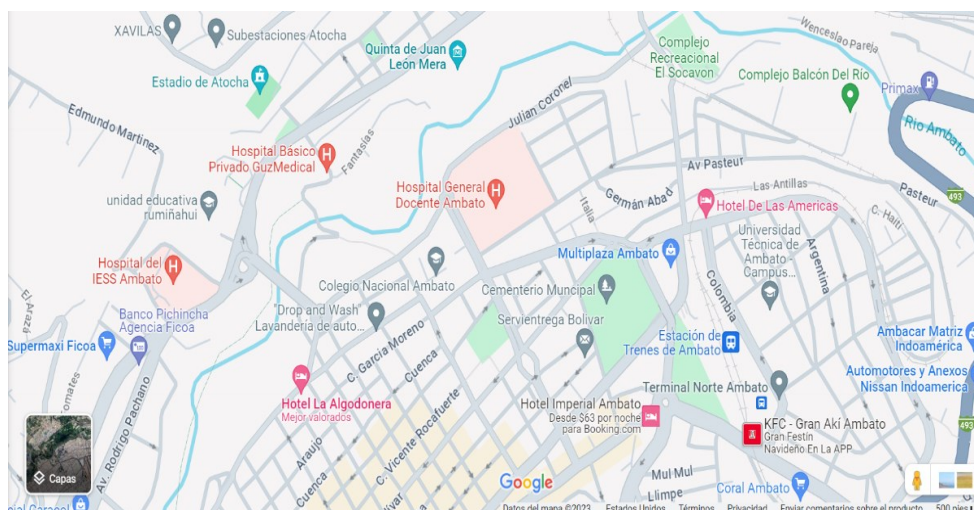 XAVILAS
Subestaciones Atocha
Quinta de Juan
León Mera
Estadio de Atocha
Complejo
Recreacional
El Socavon
Wenceslao Pareja
Complejo Balcón Del Rio
Primax
Rio Ambato
Edmundo Martínez
Julian Coronel
Fantasías
Hospital Básico
Privado GuzMedical
Hospital General
Docente Ambato
Av Pasteur
Pasteur
493
Las Antillas
Germán Abad
Italia
Hotel De Las Americas
C. Haití
unidad educativa
rumiñahui
Hospital del
IESS Ambato
Colegio Nacional Ambato
Multiplaza Ambato
Universidad
Técnica de
Ambato -
Campus...
Argentina
Colombia
Cementerio Muncipal
Banco Pichincha
Agencia Ficoa
"Drop and Wash"
Lavandería de auto...
Servientrega Bolivar
Estación de
Trenes de Ambato
Ambacar Matriz
Indoamérica
Supermaxi Ficoa
C. García Moreno
Cuenca
Automotores y Anexos
Nissan Indoamerica
Av. Rodrigo Pachano
Hotel La Algodonera
Mejor valorados
Terminal Norte Ambato
Hotel Imperial Ambato
Desde $63 por noche
para Booking.com
KFC - Gran Akí Ambato
Gran Festín
Navideño En La APP
493
Araujo
C. Vicente Rocafuerte
Cuenca
Capas
Google
Mul Mul
Llimpe
Coral Ambato
Datos del mapa ©2023
Estados Unidos
Términos
Privacidad
Enviar comentarios sobre el producto